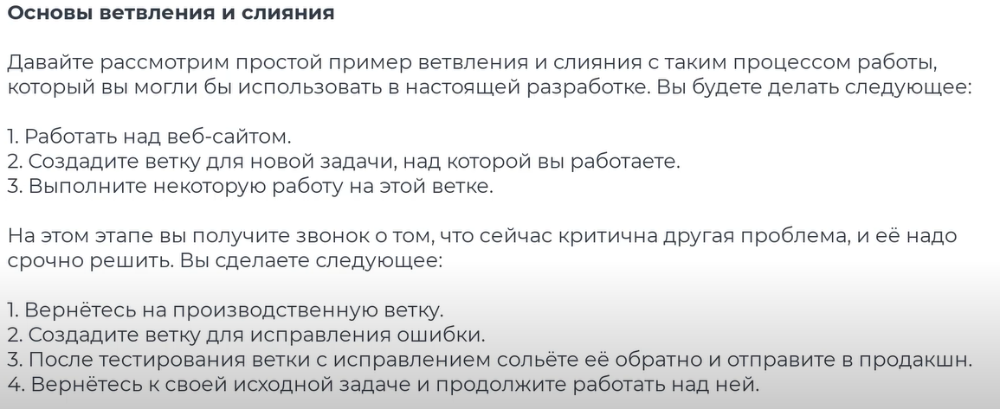 Основы ветвления и слияния
Давайте рассмотрим простой пример ветвления и слияния с таким процессом работы,
который вы могли бы использовать в настоящей разработке. Вы будете делать следующее:
1. Работать над веб-сайтом.
2. Создадите ветку для новой задачи, над которой вы работаете.
3. Выполните некоторую работу на этой ветке.
На этом этапе вы получите звонок о том, что сейчас критична другая проблема, и её надо
срочно решить. Вы сделаете следующее:
1. Вернётесь на производственную ветку.
2. Создадите ветку для исправления ошибки.
3. После тестирования ветки с исправлением сольёте её обратно и отправите в продакшн.
4. Вернётесь к своей исходной задаче и продолжите работать над ней.